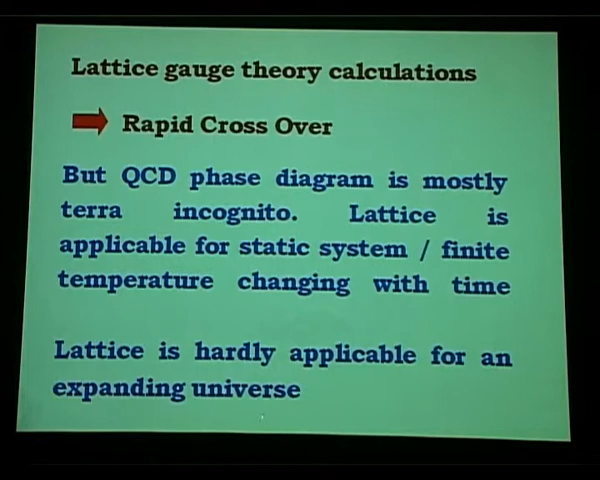 Lattice gauge theory calculations
Rapid Cross Over
But QCD phase diagram is mostly
terra incognito. Lattice is
applicable for static system / finite
temperature changing with time
Lattice is hardly applicable for an
expanding universe